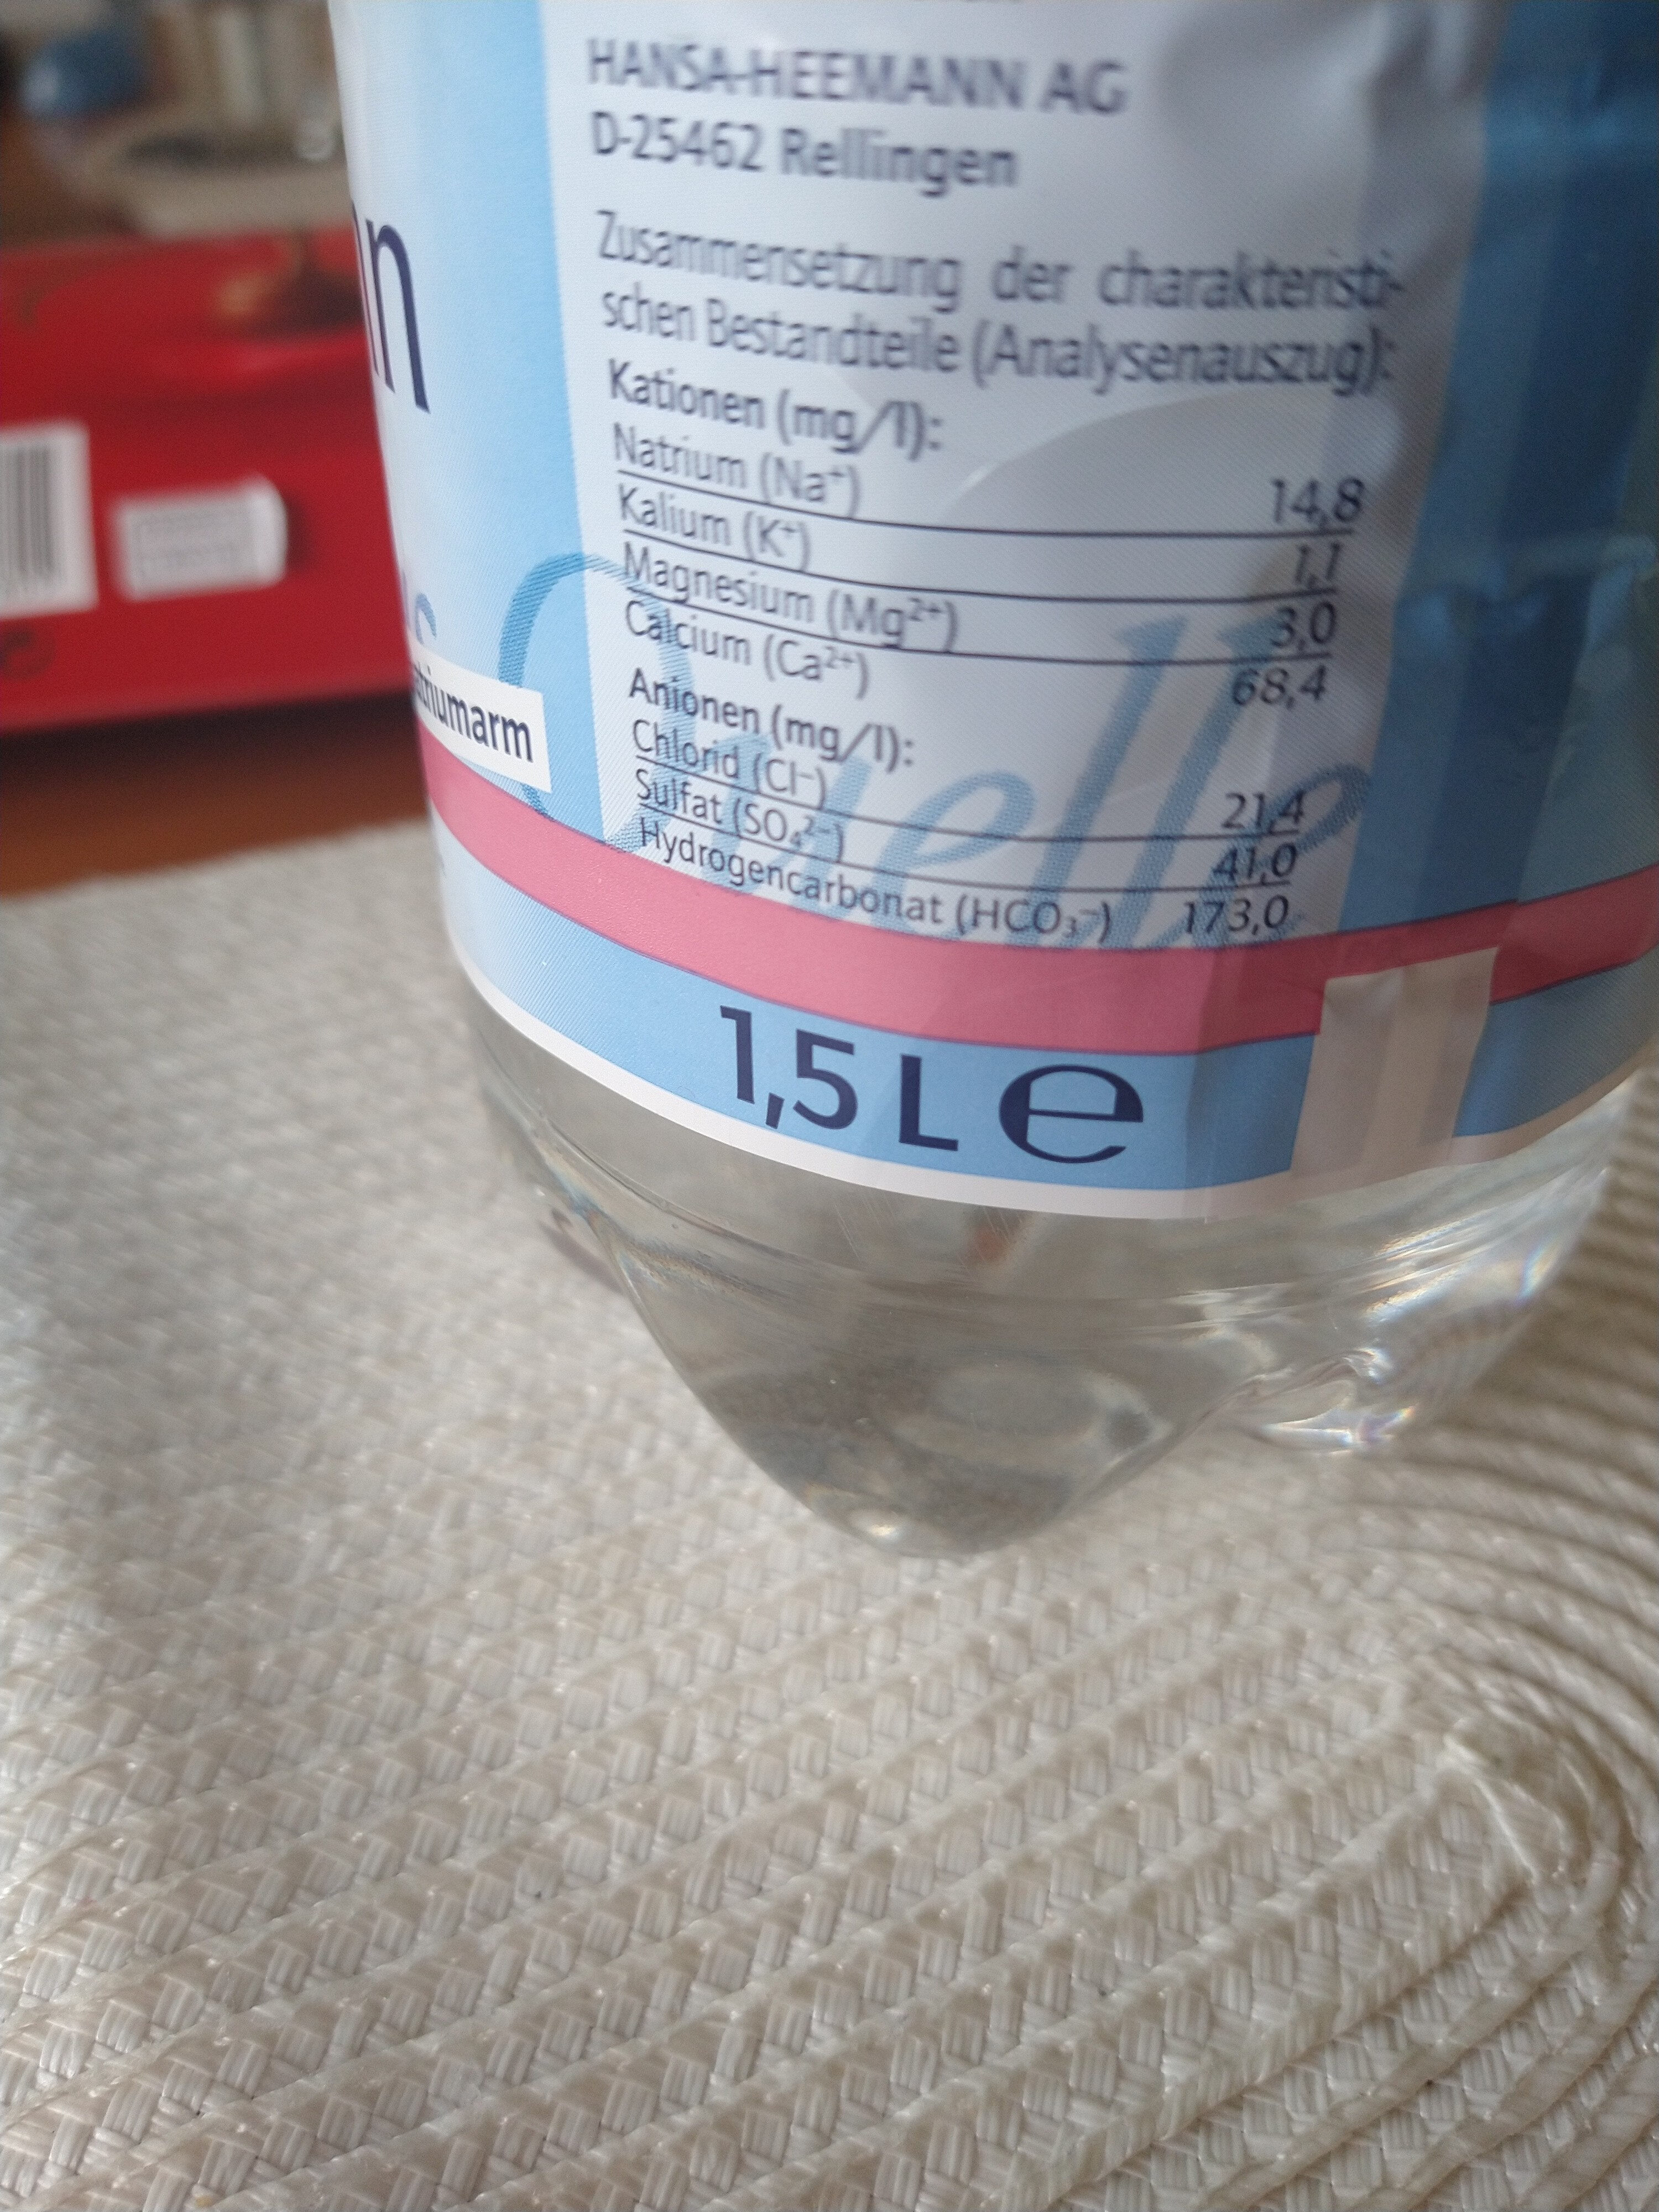 HANSA-HEEMANN AG
D-25462 Rellingen
Zusammensetzung der charakteristi-
schen Bestandteile (Analysenauszug):
Kationen (mg/l):
Natrium (Na⁺) 14,8
Kalium (K⁺) 1,1
Magnesium (Mg²⁺) 3,0
Calcium (Ca²⁺) 68,4
Anionen (mg/l):
Chlorid (Cl⁻) 21,4
Sulfat (SO₄²⁻) 41,0
Hydrogencarbonat (HCO₃⁻) 173,0
Quelle
1,5 L e